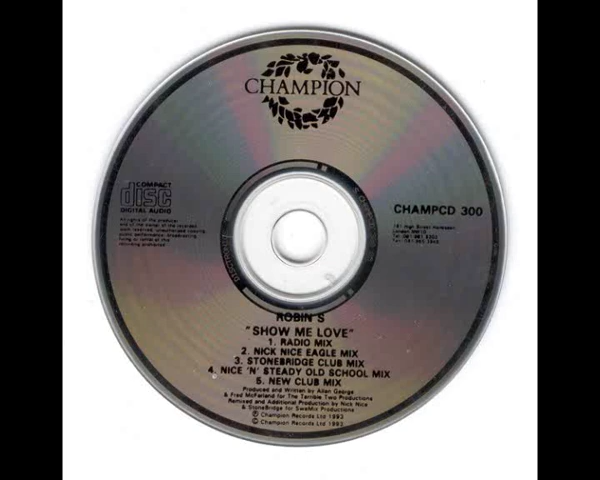 CHAMPION
COMPACT
disc
DIGITAL AUDIO
CHAMPCD 300
ROBIN S
"SHOW ME LOVE"
1. RADIO MIX
2. NICK NICE EAGLE MIX
3. STONEBRIDGE CLUB MIX
4. NICE 'N' STEADY OLD SCHOOL MIX
5. NEW CLUB MIX
Produced and Written by Allen George
& Fred McFarland for The Terrible Two Productions
Remixed and Additional Production by Nick Nice
& StoneBridge for SweMix Productions
Ⓟ Champion Records Ltd 1993
© Champion Records Ltd 1993